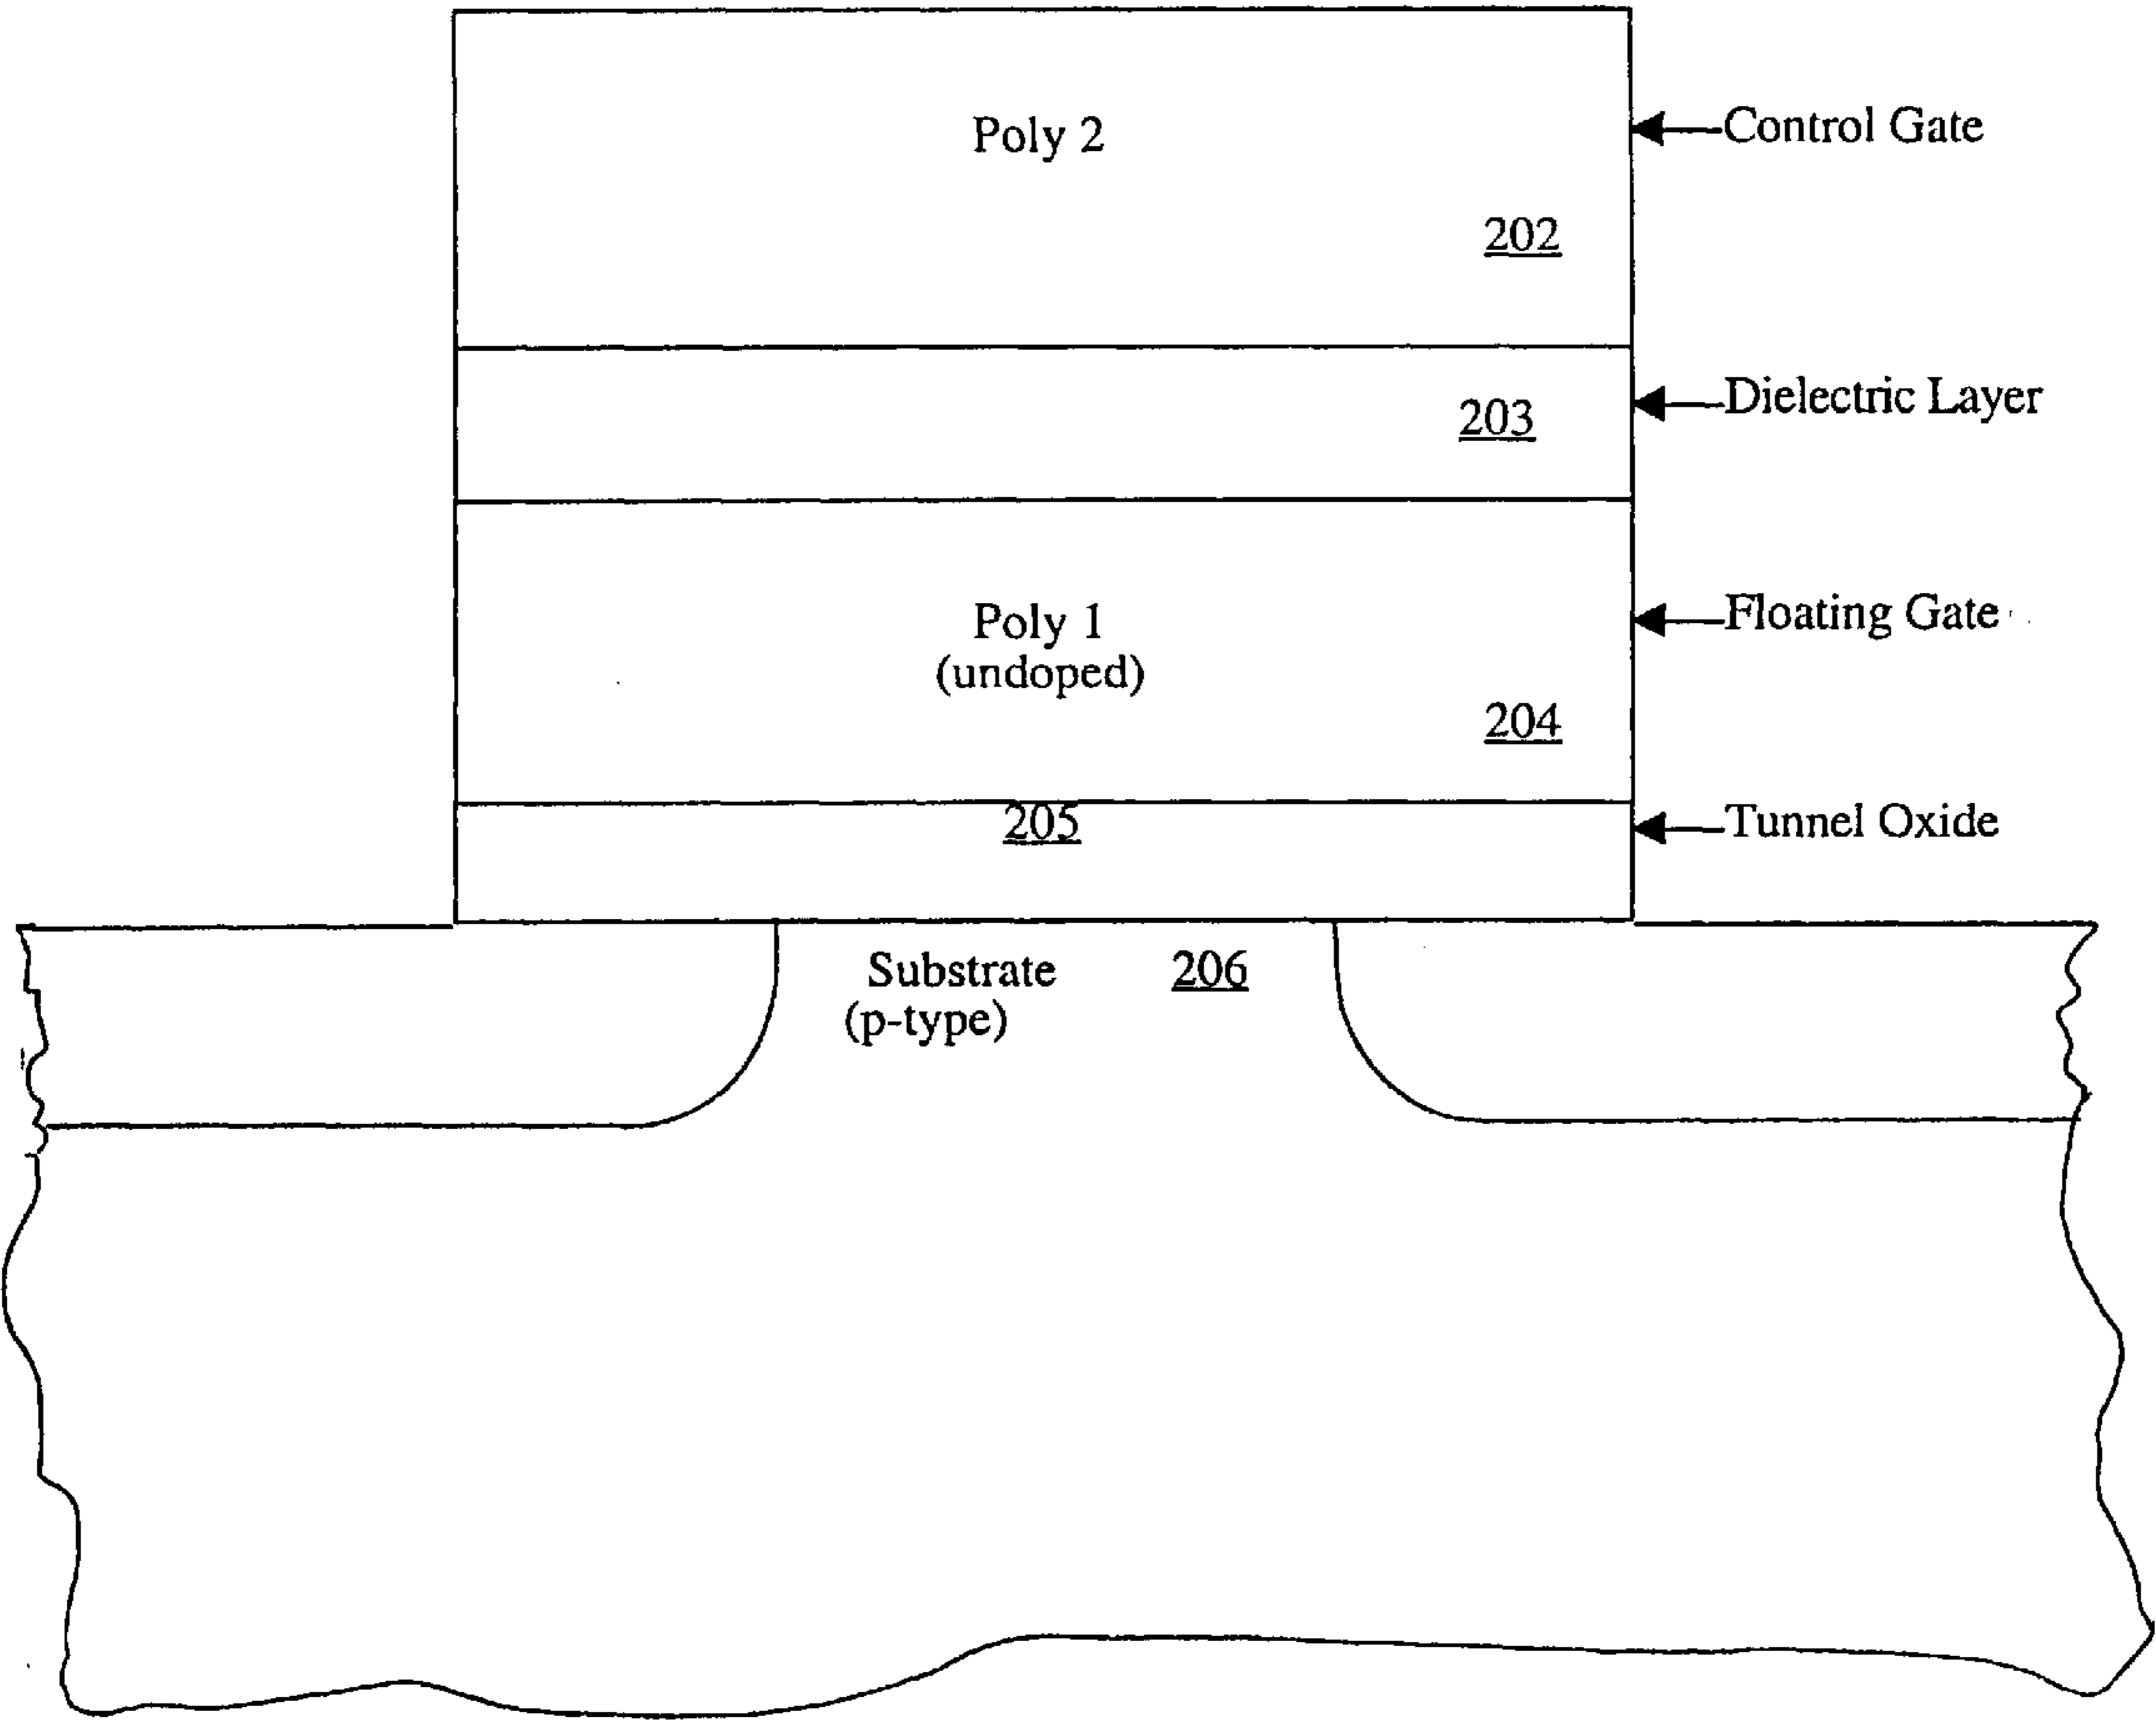 Poly 2
Control Gate
202
Dielectric Layer
203
Poly 1
(undoped)
Floating Gate
204
205
Tunnel Oxide
Substrate 206
(p-type)